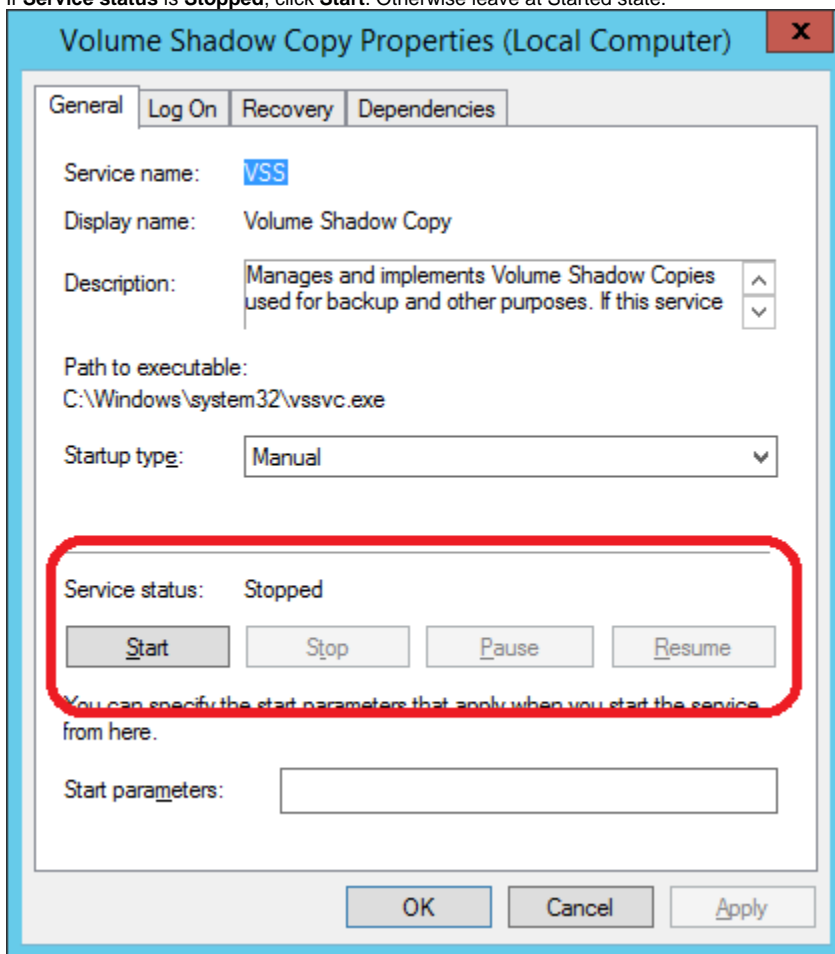 If Service status is Stopped, click Start. Otherwise leave at Started state.
Volume Shadow Copy Properties (Local Computer)
x
General Log On Recovery Dependencies
Service name: VSS
Display name: Volume Shadow Copy
Description: Manages and implements Volume Shadow Copies
used for backup and other purposes. If this service
Path to executable:
C:\Windows\system32\vssvc.exe
Startup type: Manual
Service status: Stopped
Start Stop Pause Resume
You can specify the start parameters that apply when you start the service
from here.
Start parameters:
OK Cancel Apply